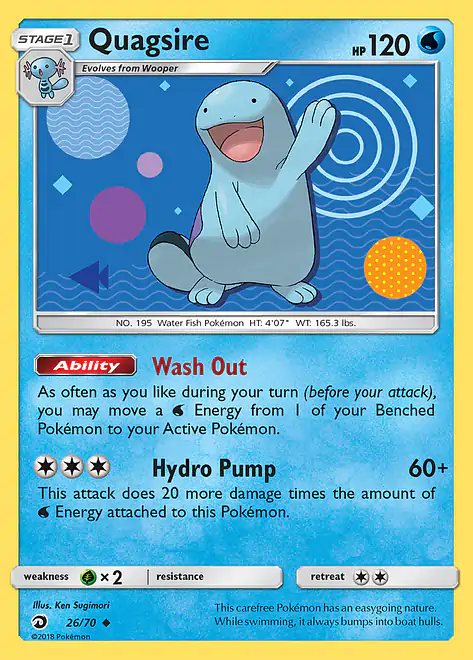 STAGE 1
Quagsire
HP 120
Evolves from Wooper
NO. 195 Water Fish Pokémon HT: 4'07" WT: 165.3 lbs.
Ability Wash Out
As often as you like during your turn (before your attack),
you may move a Energy from 1 of your Benched
Pokémon to your Active Pokémon.
Hydro Pump 60+
This attack does 20 more damage times the amount of
Energy attached to this Pokémon.
weakness ×2 resistance retreat
Illus. Ken Sugimori
26/70
©2018 Pokémon
This carefree Pokémon has an easygoing nature.
While swimming, it always bumps into boat hulls.